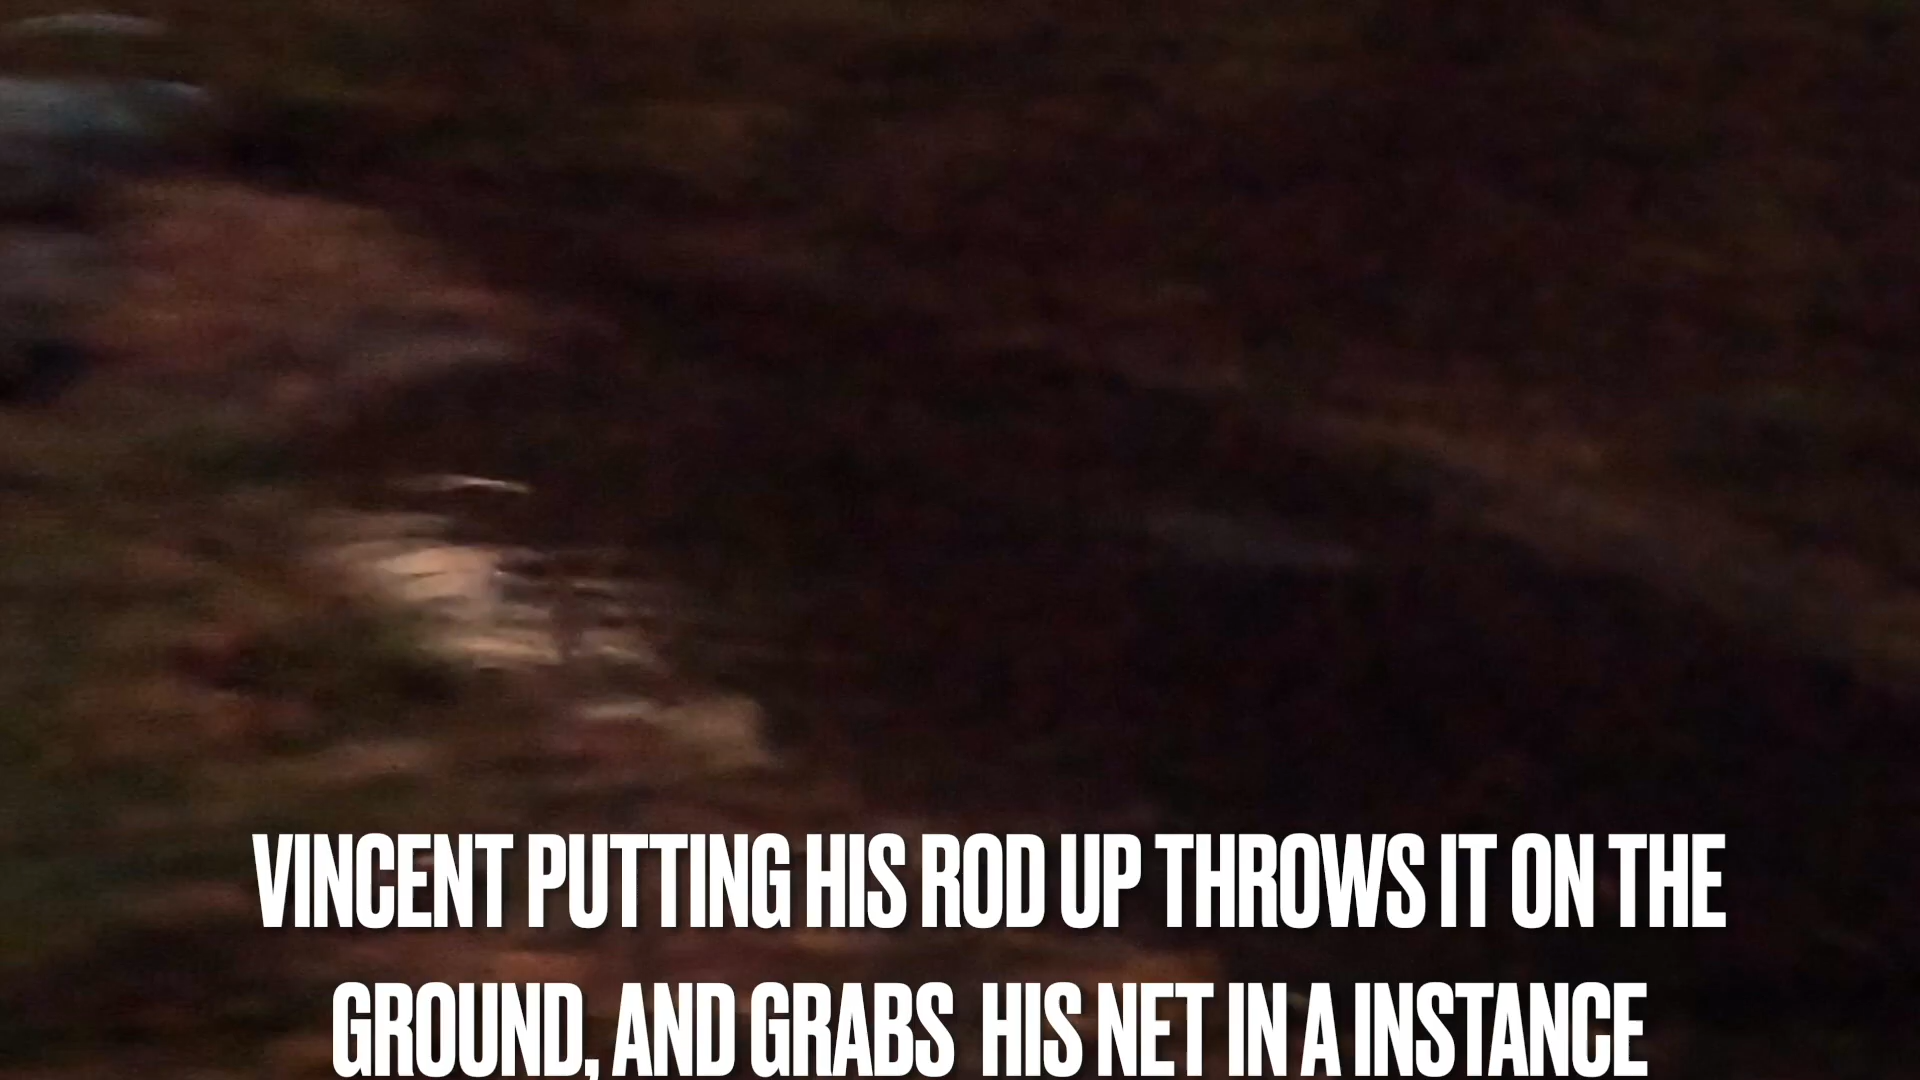 VINCENT PUTTING HIS ROD UP THROWS IT ON THE
GROUND, AND GRABS  HIS NET IN A INSTANCE